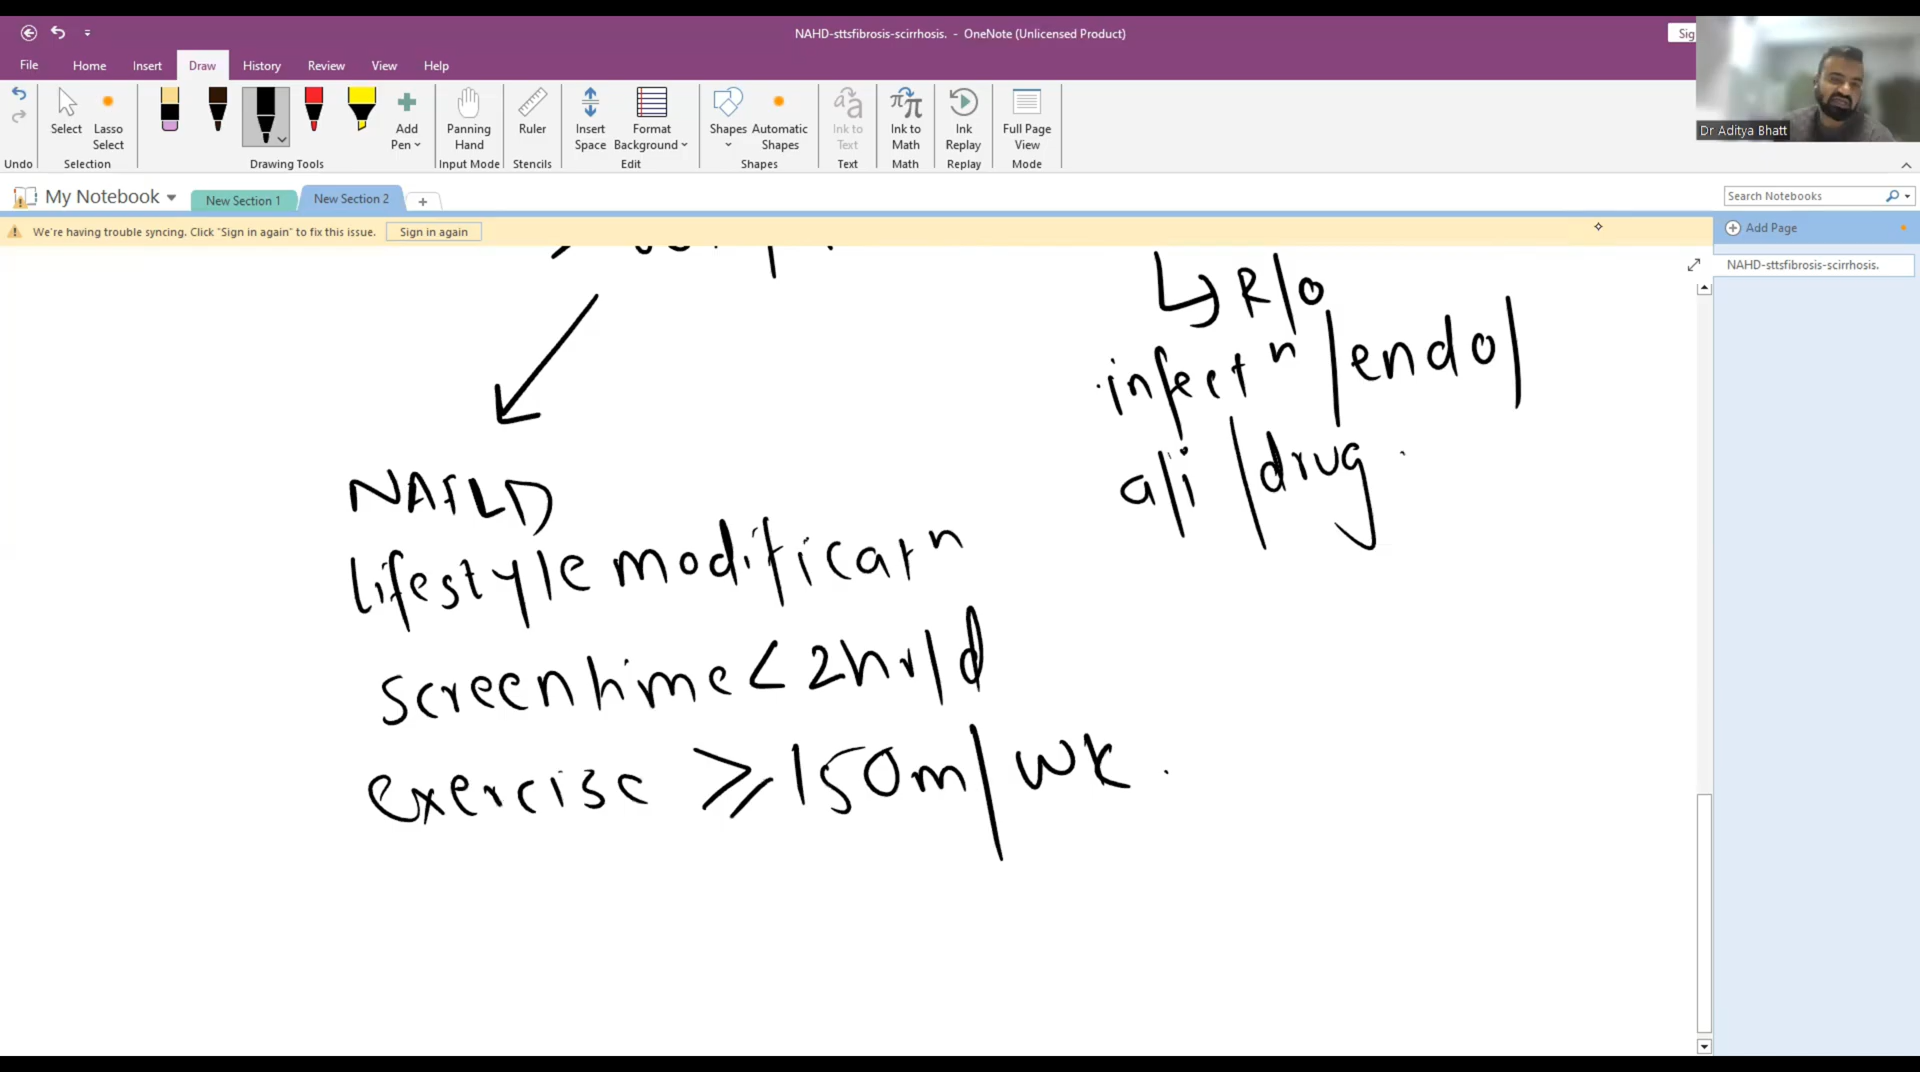 NAHD-sttsfibrosis-scirrhosis. - OneNote (Unlicensed Product)
Sig
File Home Insert Draw History Review View Help
Dr Aditya Bhatt
Select
Lasso Select
Add Pen
Panning Hand
Ruler
Insert Space
Format Background
Shapes
Automatic Shapes
Ink to Text
Ink to Math
Ink Replay
Full Page View
Undo Selection Drawing Tools Input Mode Stencils Edit Shapes Text Math Replay Mode
My Notebook New Section 1 New Section 2 Search Notebooks
We're having trouble syncing. Click "Sign in again" to fix this issue. Sign in again
Add Page
NAHD-sttsfibrosis-scirrhosis.
R/o
infectn/endo/
a/i/drug.
NAFLD
lifestyle modificatn
screentime < 2hr/d
exercise ≥ 150m/wk.